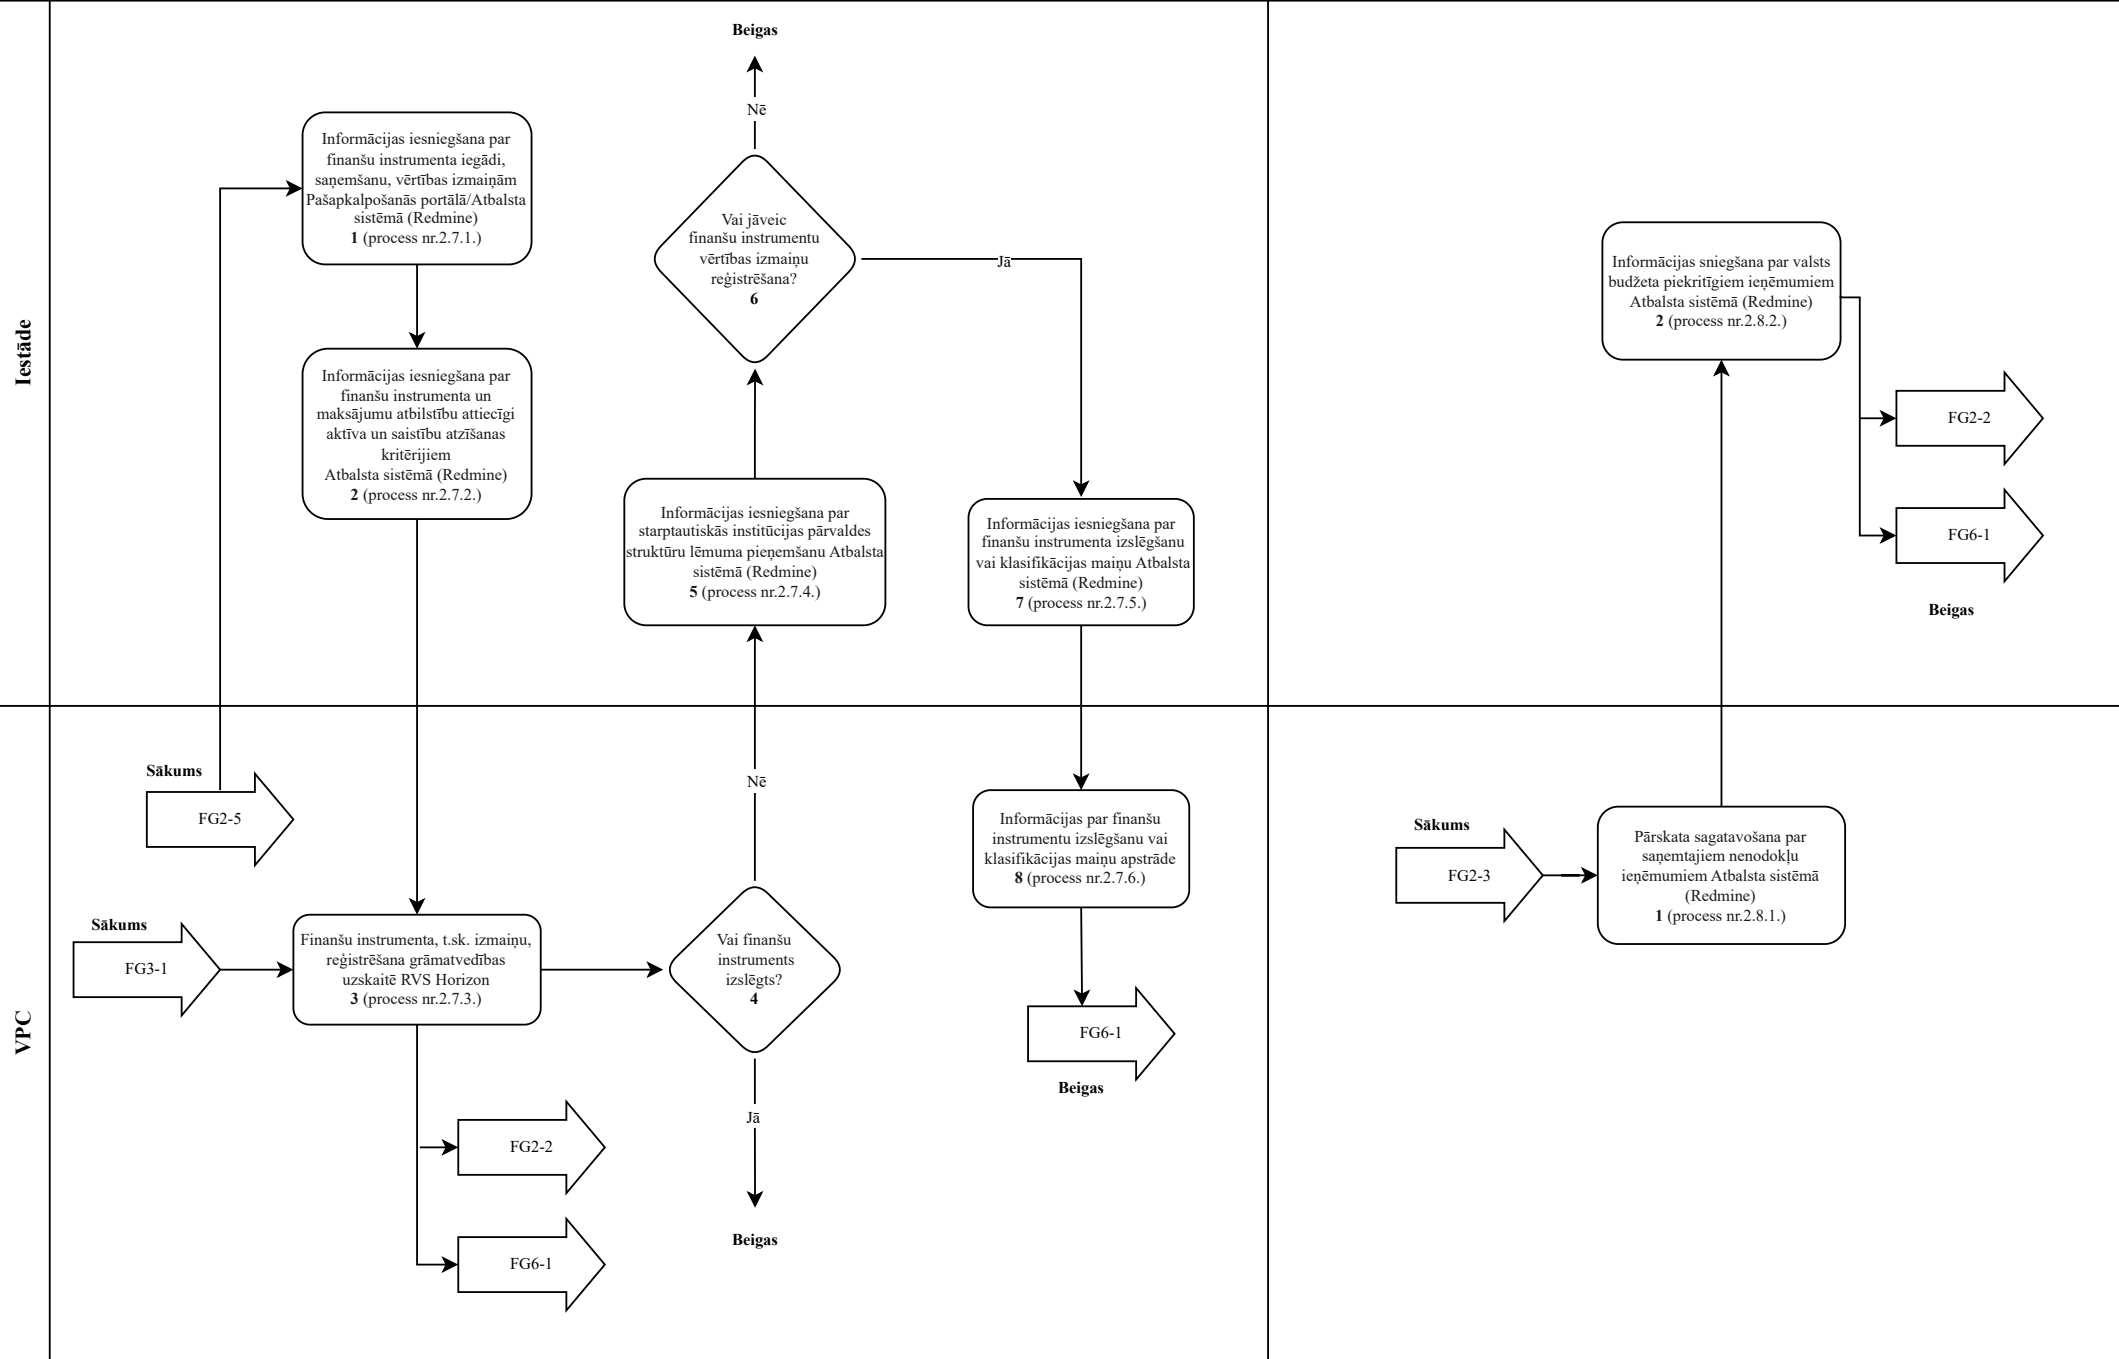 Iestāde
Beigas
Nē
Informācijas iesniegšana par
finanšu instrumenta iegādi,
saņemšanu, vērtības izmaiņām
Pašapkalpošanās portālā/Atbalsta
sistēmā (Redmine)
1 (process nr.2.7.1.)
Vai jāveic
finanšu instrumentu
vērtības izmaiņu
reģistrēšana?
6
Jā
Informācijas iesniegšana par
finanšu instrumenta un
maksājumu atbilstību attiecīgi
aktīva un saistību atzīšanas
kritērijiem
Atbalsta sistēmā (Redmine)
2 (process nr.2.7.2.)
Informācijas iesniegšana par
starptautiskās institūcijas pārvaldes
struktūru lēmuma pieņemšanu Atbalsta
sistēmā (Redmine)
5 (process nr.2.7.4.)
Informācijas iesniegšana par
finanšu instrumenta izslēgšanu
vai klasifikācijas maiņu Atbalsta
sistēmā (Redmine)
7 (process nr.2.7.5.)
Informācijas sniegšana par valsts
budžeta piekritīgiem ieņēmumiem
Atbalsta sistēmā (Redmine)
2 (process nr.2.8.2.)
FG2-2
FG6-1
Beigas
VPC
Sākums
FG2-5
Sākums
FG3-1
Finanšu instrumenta, t.sk. izmaiņu,
reģistrēšana grāmatvedības
uzskaitē RVS Horizon
3 (process nr.2.7.3.)
FG2-2
FG6-1
Nē
Vai finanšu
instruments
izslēgts?
4
Jā
Beigas
Informācijas par finanšu
instrumentu izslēgšanu vai
klasifikācijas maiņu apstrāde
8 (process nr.2.7.6.)
FG6-1
Beigas
Sākums
FG2-3
Pārskata sagatavošana par
saņemtajiem nenodokļu
ieņēmumiem Atbalsta sistēmā
(Redmine)
1 (process nr.2.8.1.)